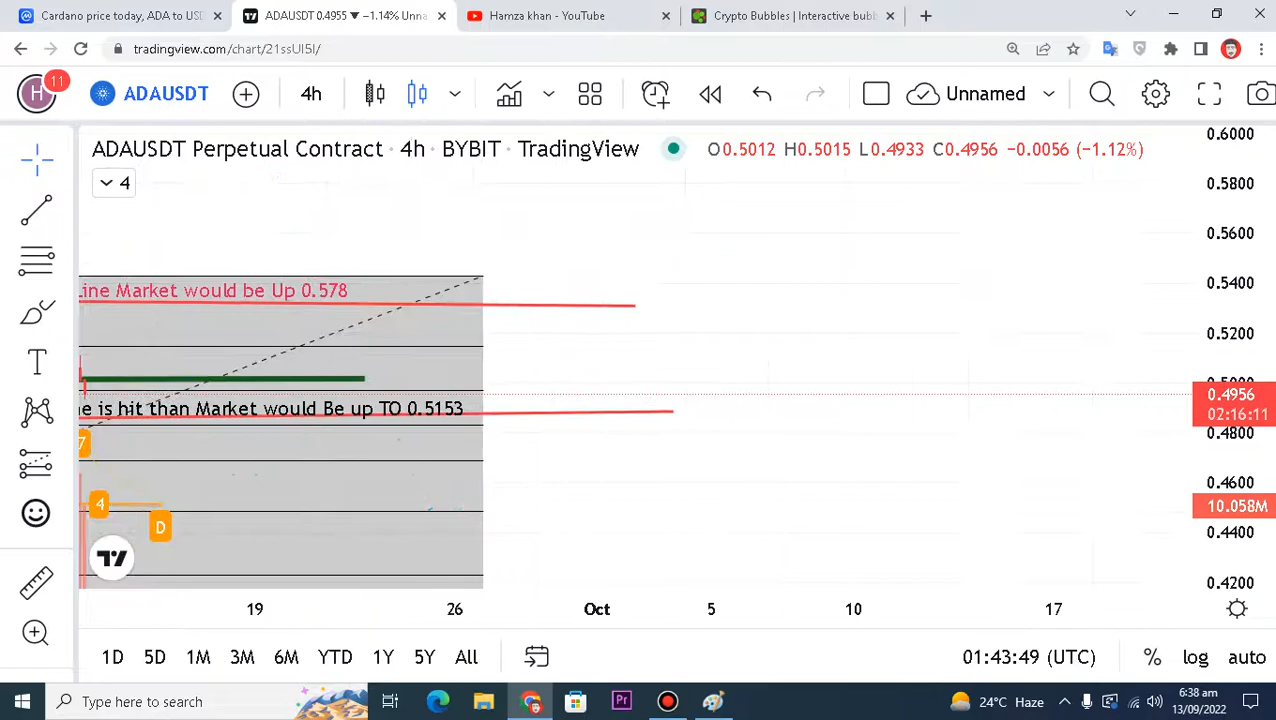 Cardano price today, ADA to USD
ADAUSDT 0.4955 ▼ −1.14% Unna
Hamza khan - YouTube
Crypto Bubbles | Interactive bubb
tradingview.com/chart/21ssUI5I/
H
11
ADAUSDT
4h
Unnamed
ADAUSDT Perpetual Contract · 4h · BYBIT · TradingView
O0.5012 H0.5015 L0.4933 C0.4956 −0.0056 (−1.12%)
4
0.6000
0.5800
0.5600
0.5400
0.5200
0.4956
02:16:11
0.4800
0.4600
10.058M
0.4400
0.4200
Line Market would be Up 0.578
e is hit than Market would Be up TO 0.5153
7
4
D
19
26
Oct
5
10
17
1D
5D
1M
3M
6M
YTD
1Y
5Y
All
01:43:49 (UTC)
%
log
auto
Type here to search
Pr
24°C Haze
6:38 am
13/09/2022